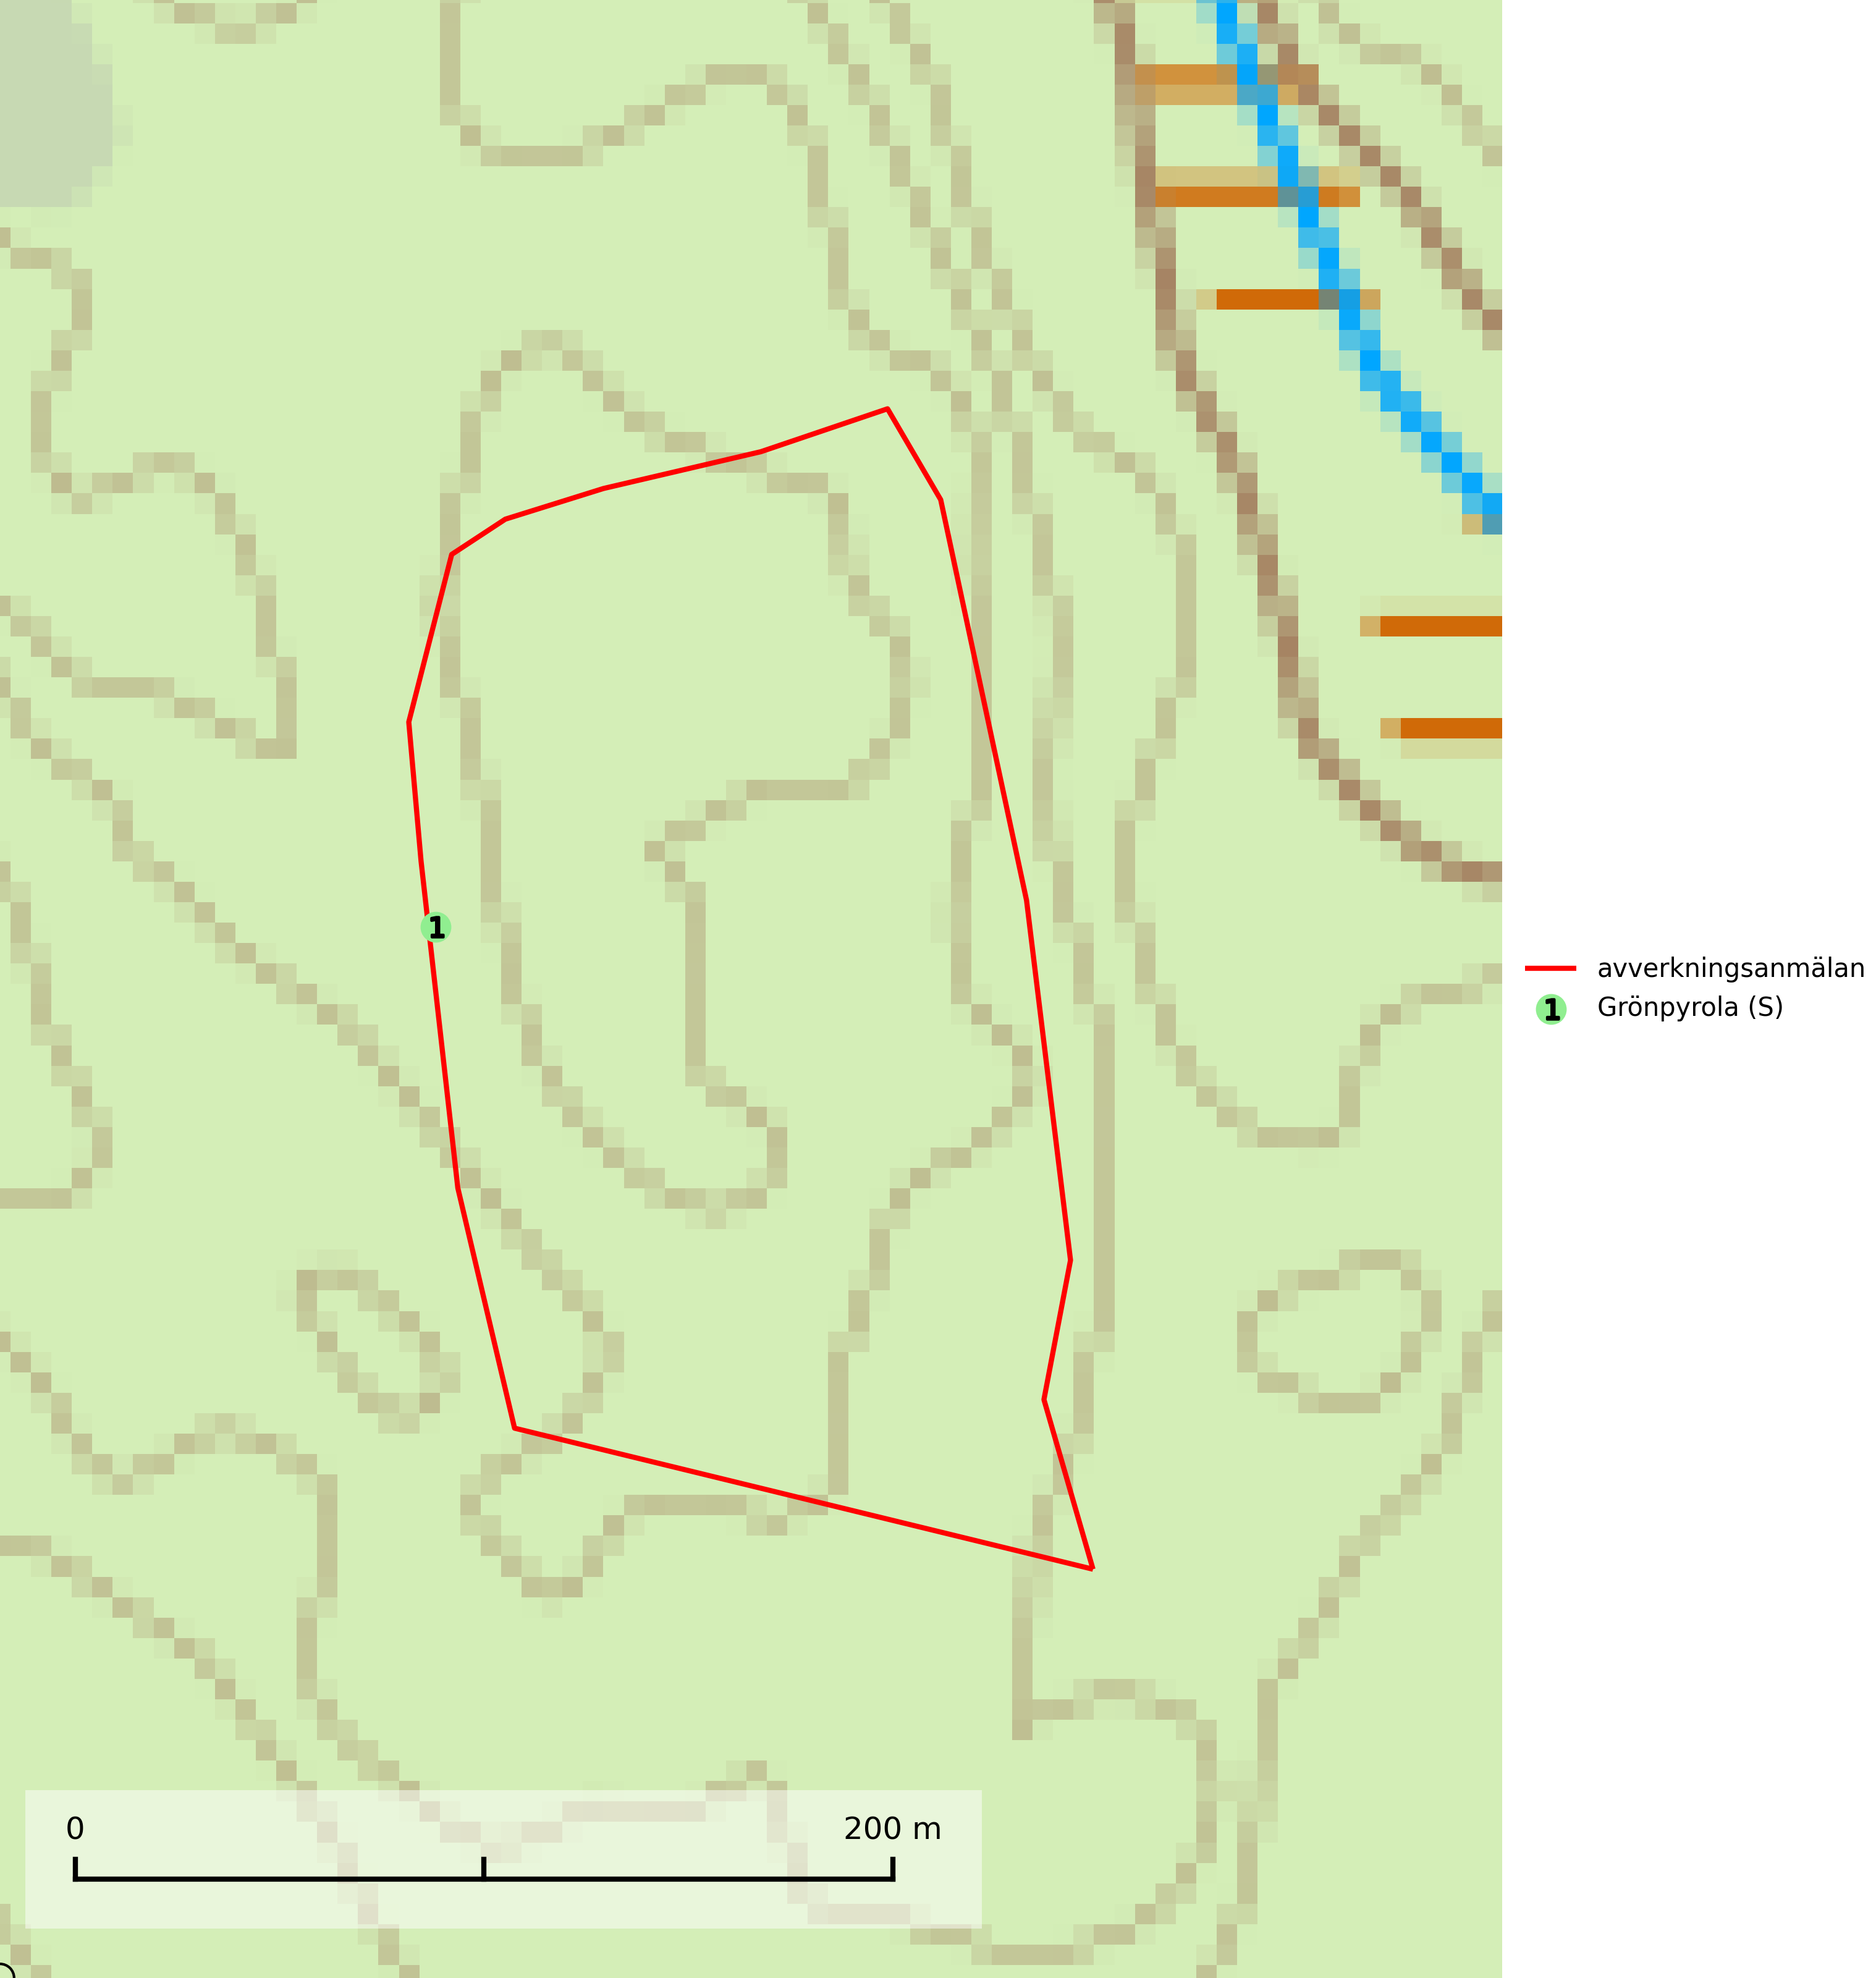 1
avverkningsanmälan
1 Grönpyrola (S)
0 200 m